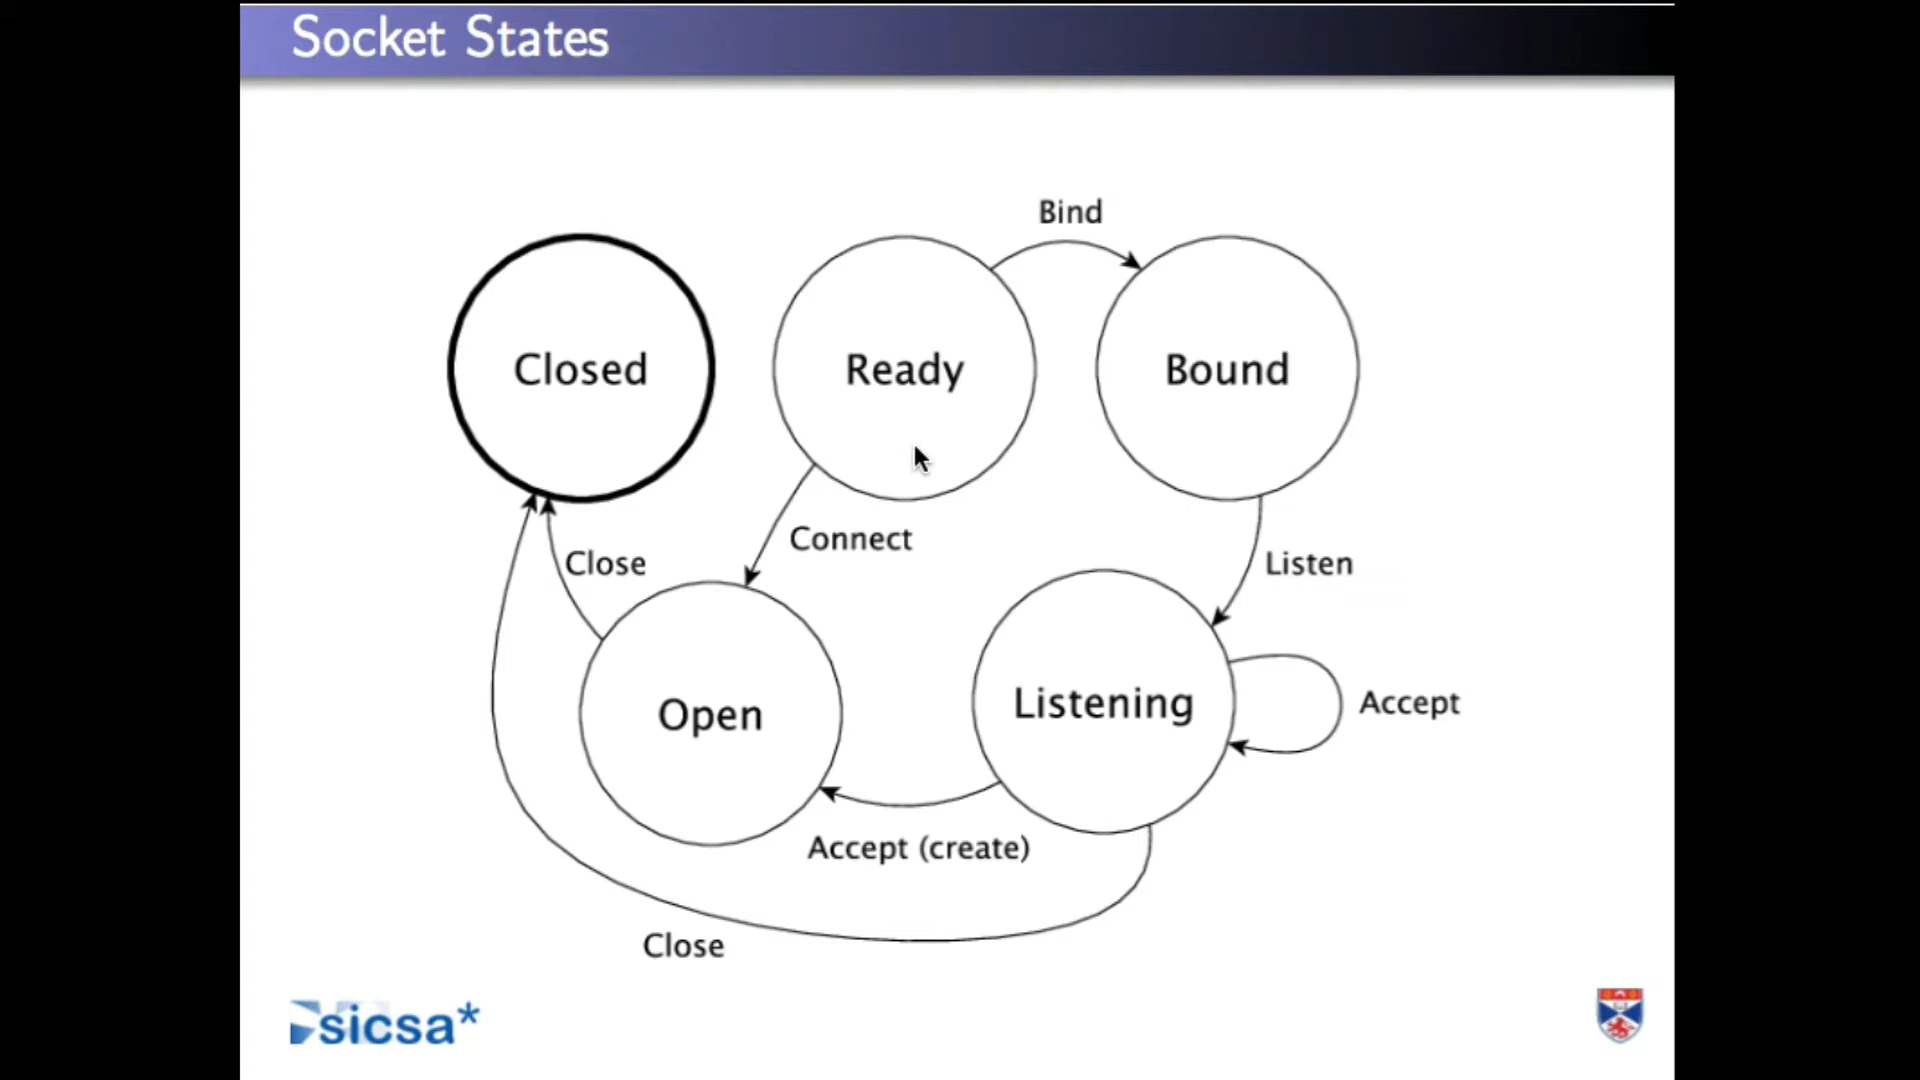 Socket States
Bind
Closed
Ready
Bound
Connect
Close
Listen
Open
Listening
Accept
Accept (create)
Close
sicsa*